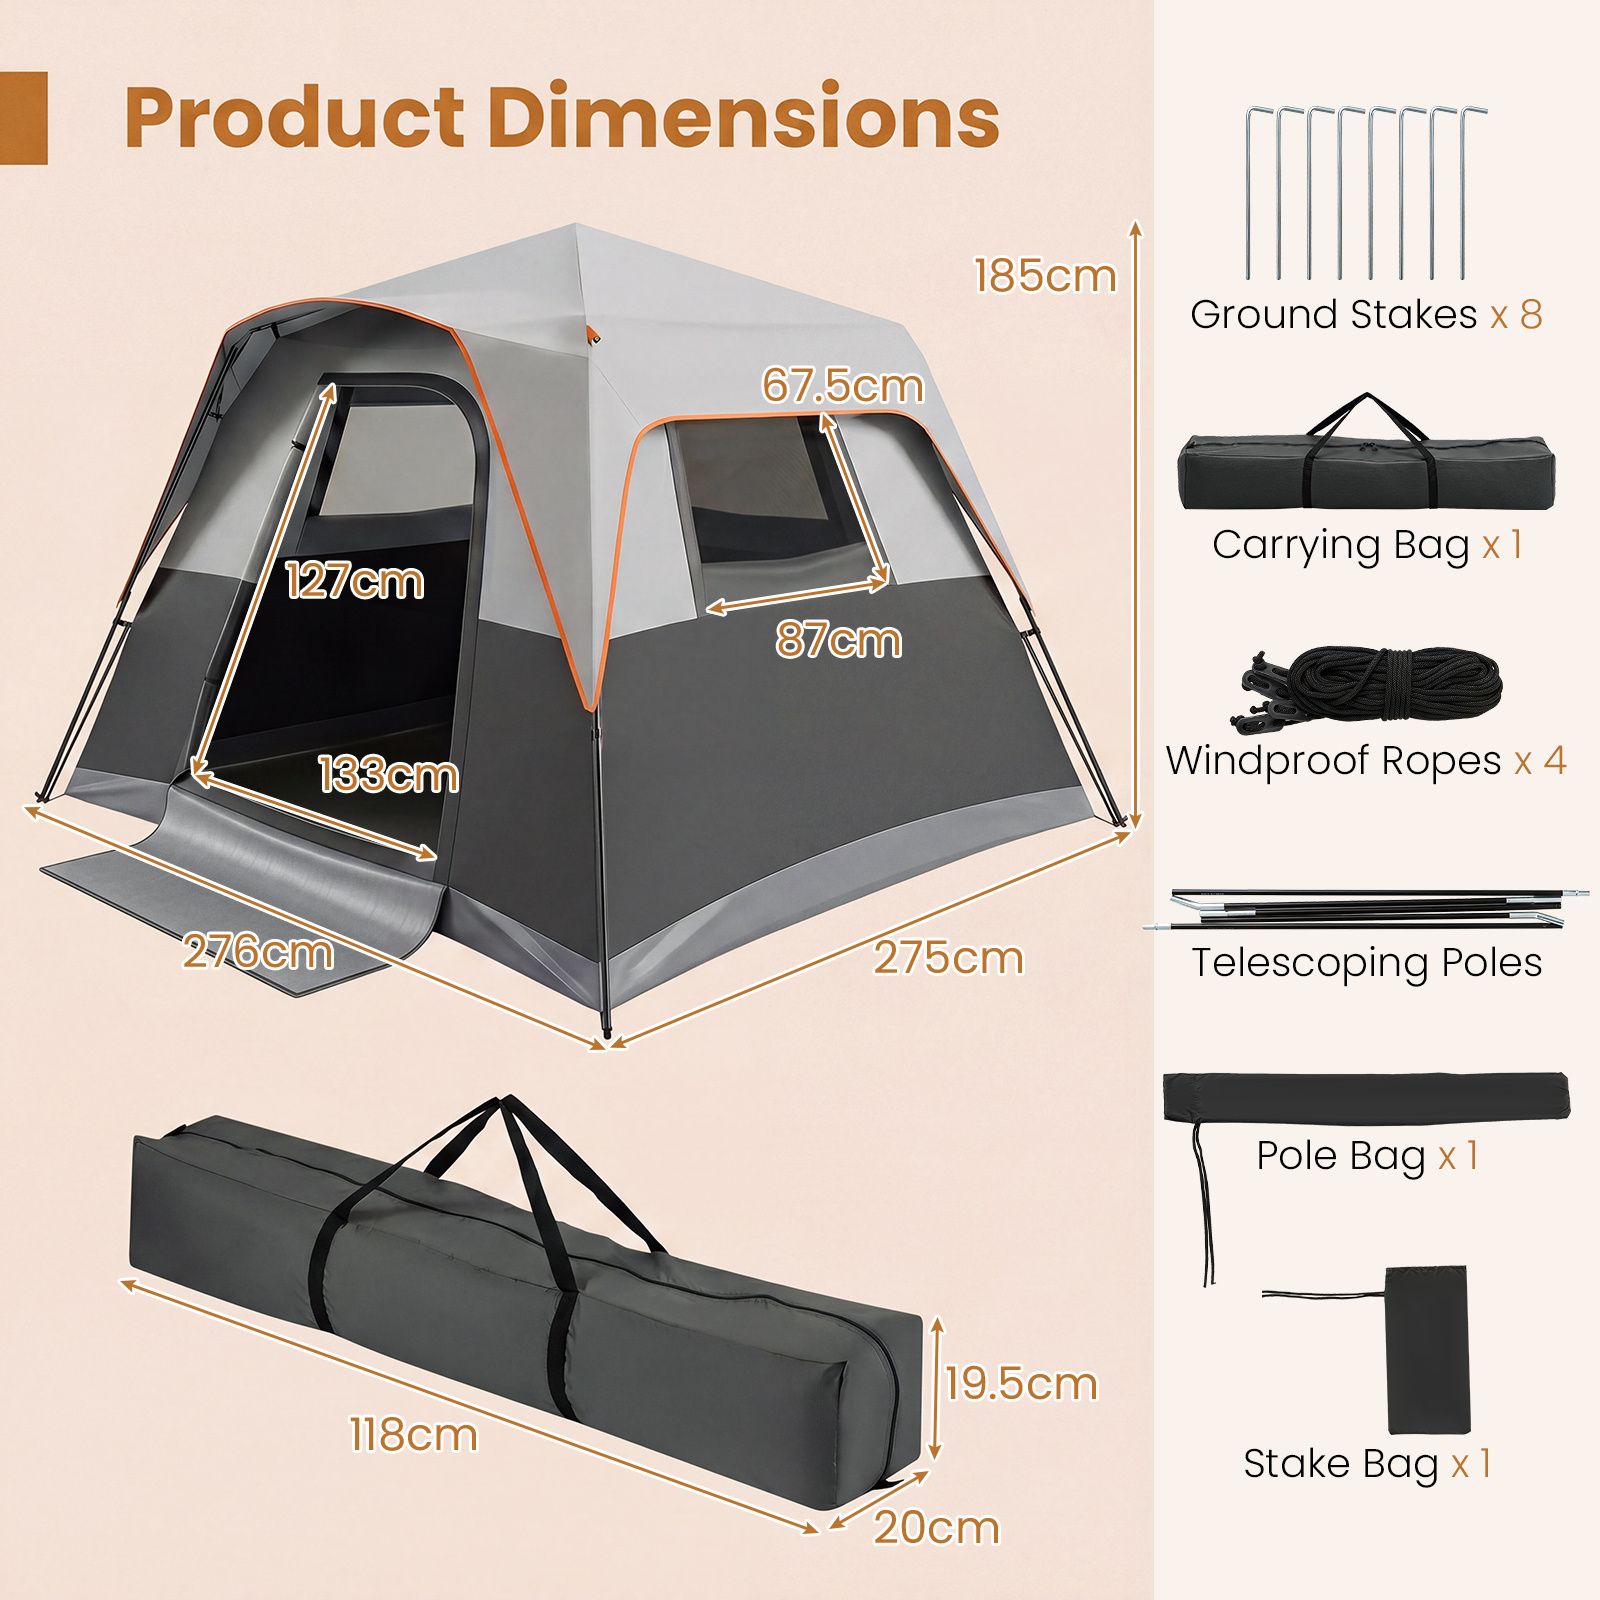 Product Dimensions
185cm
67.5cm
127cm
87cm
133cm
276cm
275cm
118cm
19.5cm
20cm
Ground Stakes x 8
Carrying Bag x 1
Windproof Ropes x 4
Telescoping Poles
Pole Bag x 1
Stake Bag x 1